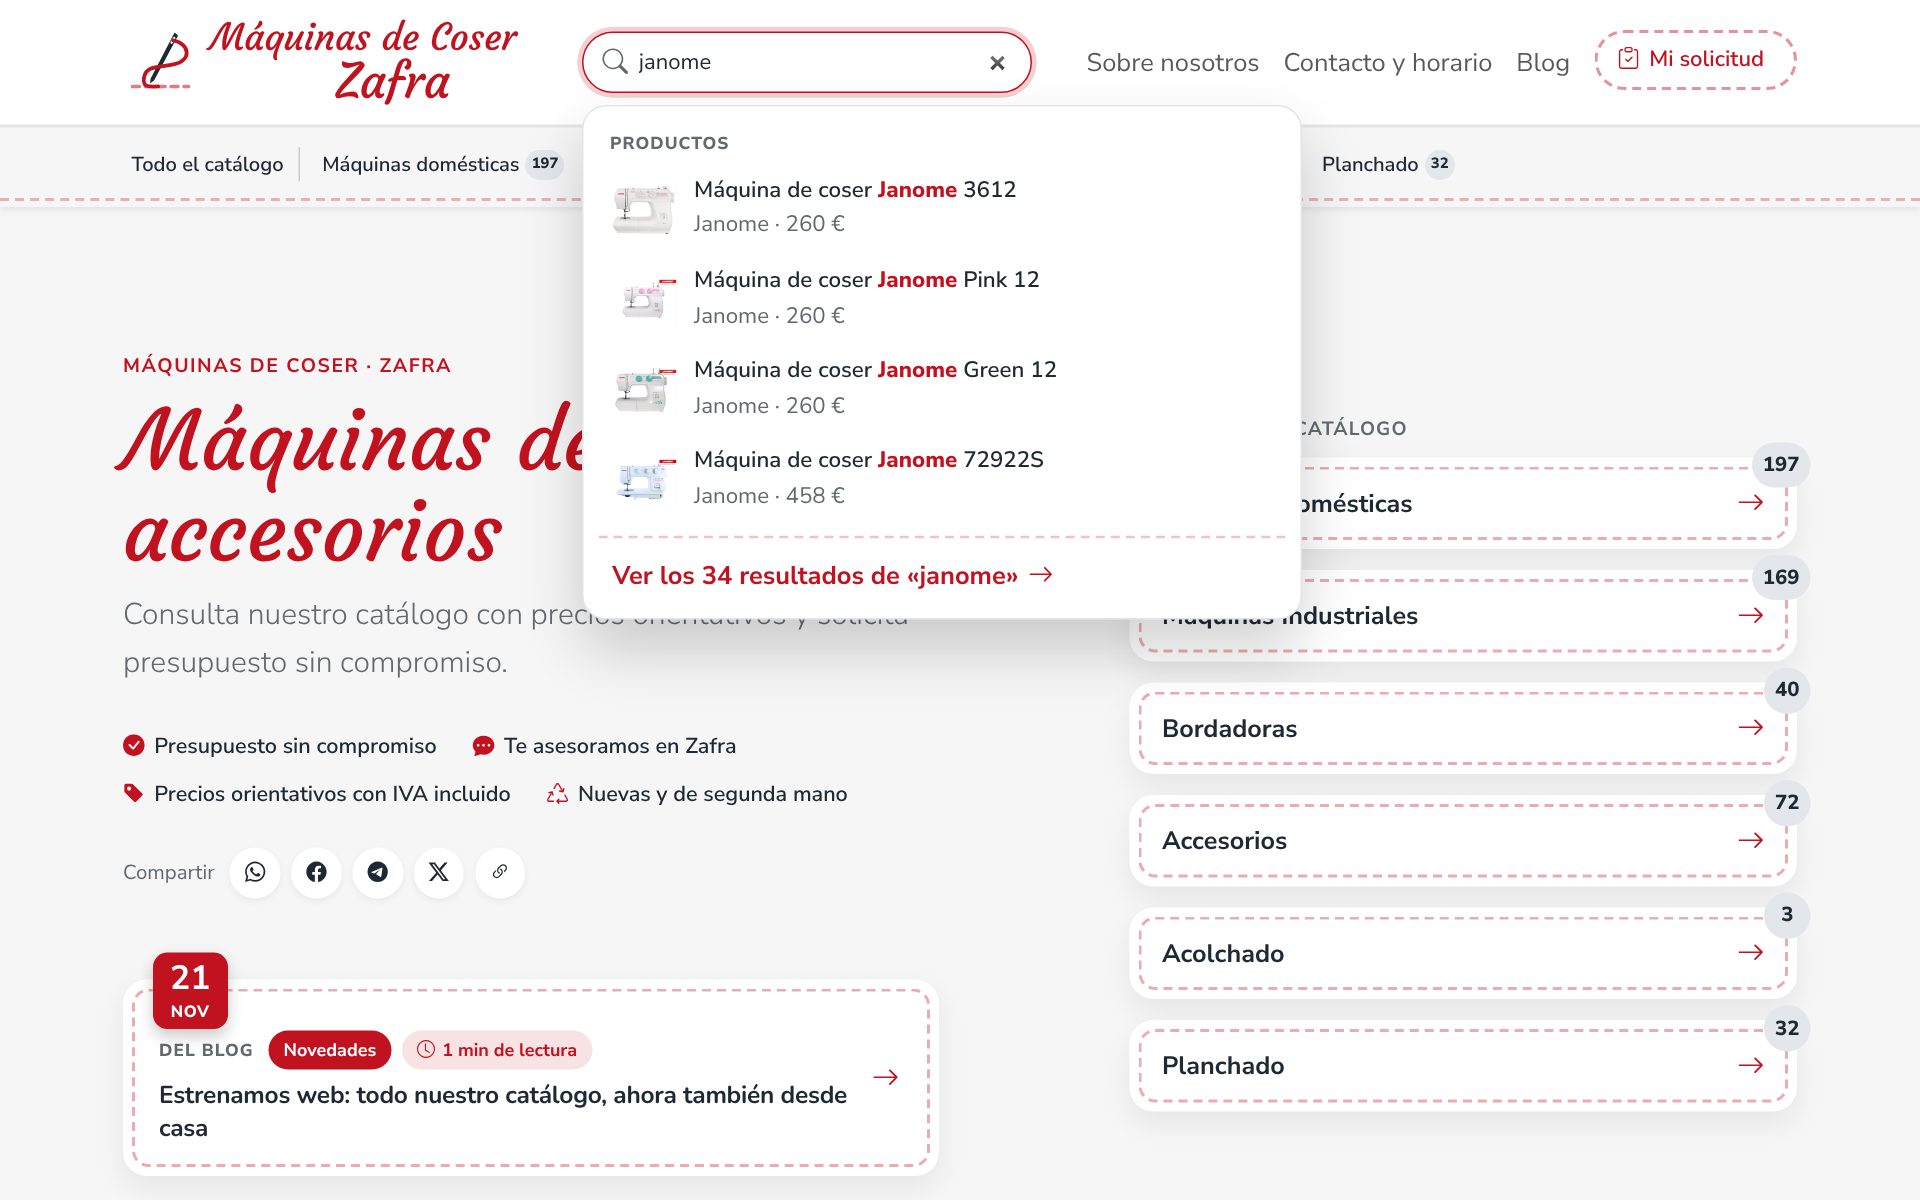 Máquinas de Coser
Zafra
janome
Sobre nosotros
Contacto y horario
Blog
Mi solicitud
Todo el catálogo
Máquinas domésticas 197
Planchado 32
PRODUCTOS
Máquina de coser Janome 3612
Janome · 260 €
Máquina de coser Janome Pink 12
Janome · 260 €
Máquina de coser Janome Green 12
Janome · 260 €
Máquina de coser Janome 72922S
Janome · 458 €
Ver los 34 resultados de «janome»
MÁQUINAS DE COSER · ZAFRA
Máquinas de
accesorios
Consulta nuestro catálogo con precios orientativos y solicita
presupuesto sin compromiso.
Presupuesto sin compromiso
Te asesoramos en Zafra
Precios orientativos con IVA incluido
Nuevas y de segunda mano
Compartir
21
NOV
DEL BLOG
Novedades
1 min de lectura
Estrenamos web: todo nuestro catálogo, ahora también desde
casa
CATÁLOGO
omésticas
197
Máquinas industriales
169
Bordadoras
40
Accesorios
72
Acolchado
3
Planchado
32